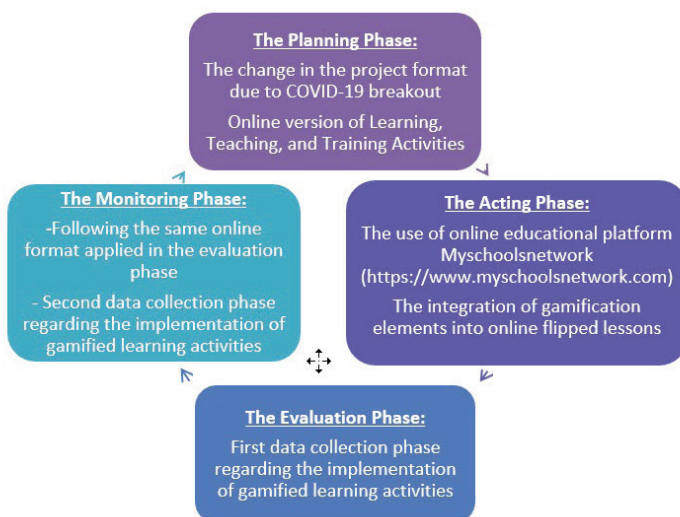 The Planning Phase:
The change in the project format
due to COVID-19 breakout
Online version of Learning,
Teaching, and Training Activities
The Acting Phase:
The use of online educational platform
Myschoolsnetwork
(https://www.myschoolsnetwork.com)
The integration of gamification
elements into online flipped lessons
The Evaluation Phase:
First data collection phase
regarding the implementation
of gamified learning activities
The Monitoring Phase:
-Following the same online
format applied in the evaluation
phase
- Second data collection phase
regarding the implementation of
gamified learning activities